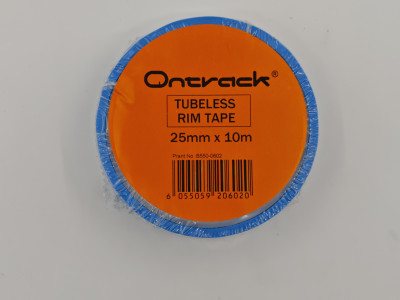 Ontrack®
TUBELESS
RIM TAPE
25mm x 10m
6 055059 206020